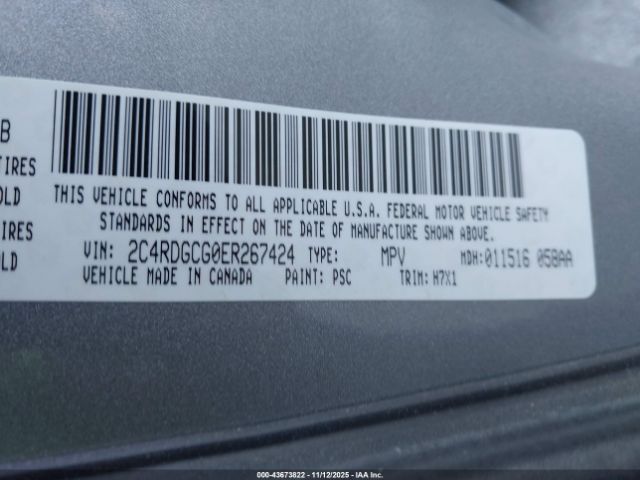 B
TIRES
OLD
IRES
OLD
THIS VEHICLE CONFORMS TO ALL APPLICABLE U.S.A. FEDERAL MOTOR VEHICLE SAFETY
STANDARDS IN EFFECT ON THE DATE OF MANUFACTURE SHOWN ABOVE.
VIN: 2C4RDGCG0ER267424 TYPE: MPV MDH:011516 058AA
VEHICLE MADE IN CANADA PAINT: PSC TRIM: H7X1
000-43673822 | 11/12/2025 | IAA Inc.